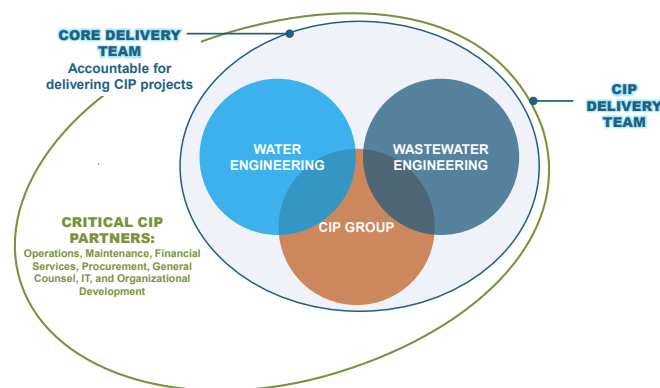 CORE DELIVERY
TEAM
Accountable for
delivering CIP projects
CIP
DELIVERY
TEAM
WATER
ENGINEERING
WASTEWATER
ENGINEERING
CIP GROUP
CRITICAL CIP
PARTNERS:
Operations, Maintenance, Financial
Services, Procurement, General
Counsel, IT, and Organizational
Development